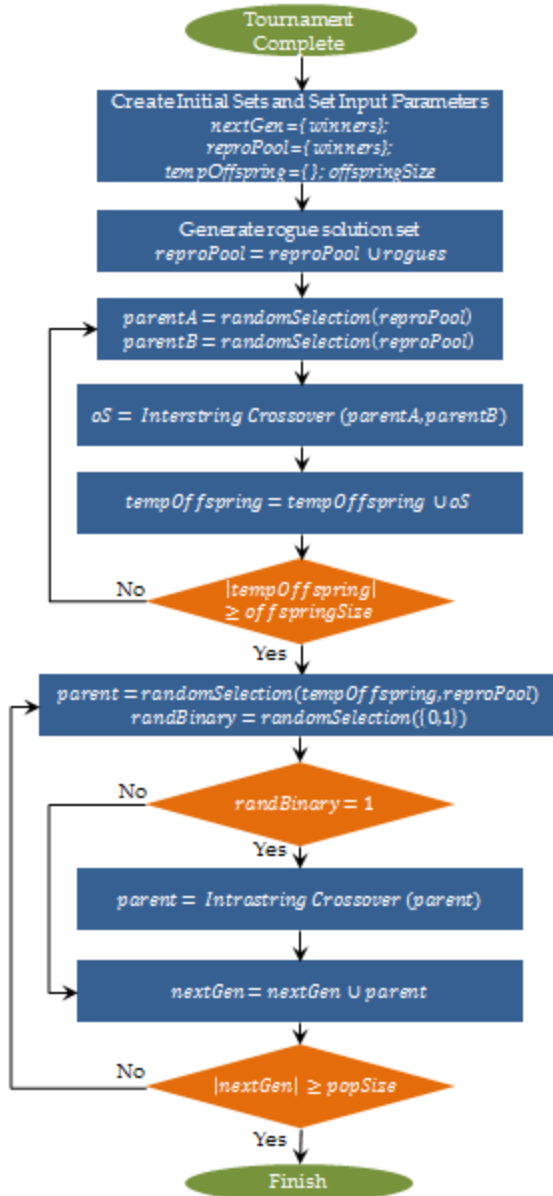 Tournament
Complete
Create Initial Sets and Set Input Parameters
nextGen={winners};
reproPool={winners};
tempOffspring={}; offspringSize
Generate rogue solution set
reproPool = reproPool ∪rogues
parentA = randomSelection(reproPool)
parentB = randomSelection(reproPool)
oS = Interstring Crossover (parentA,parentB)
tempOffspring = tempOffspring ∪oS
No
|tempOffspring|
≥ offspringSize
Yes
parent = randomSelection(tempOffspring,reproPool)
randBinary = randomSelection({0,1})
No
randBinary = 1
Yes
parent = Intrastring Crossover (parent)
nextGen = nextGen ∪ parent
No
|nextGen| ≥ popSize
Yes
Finish